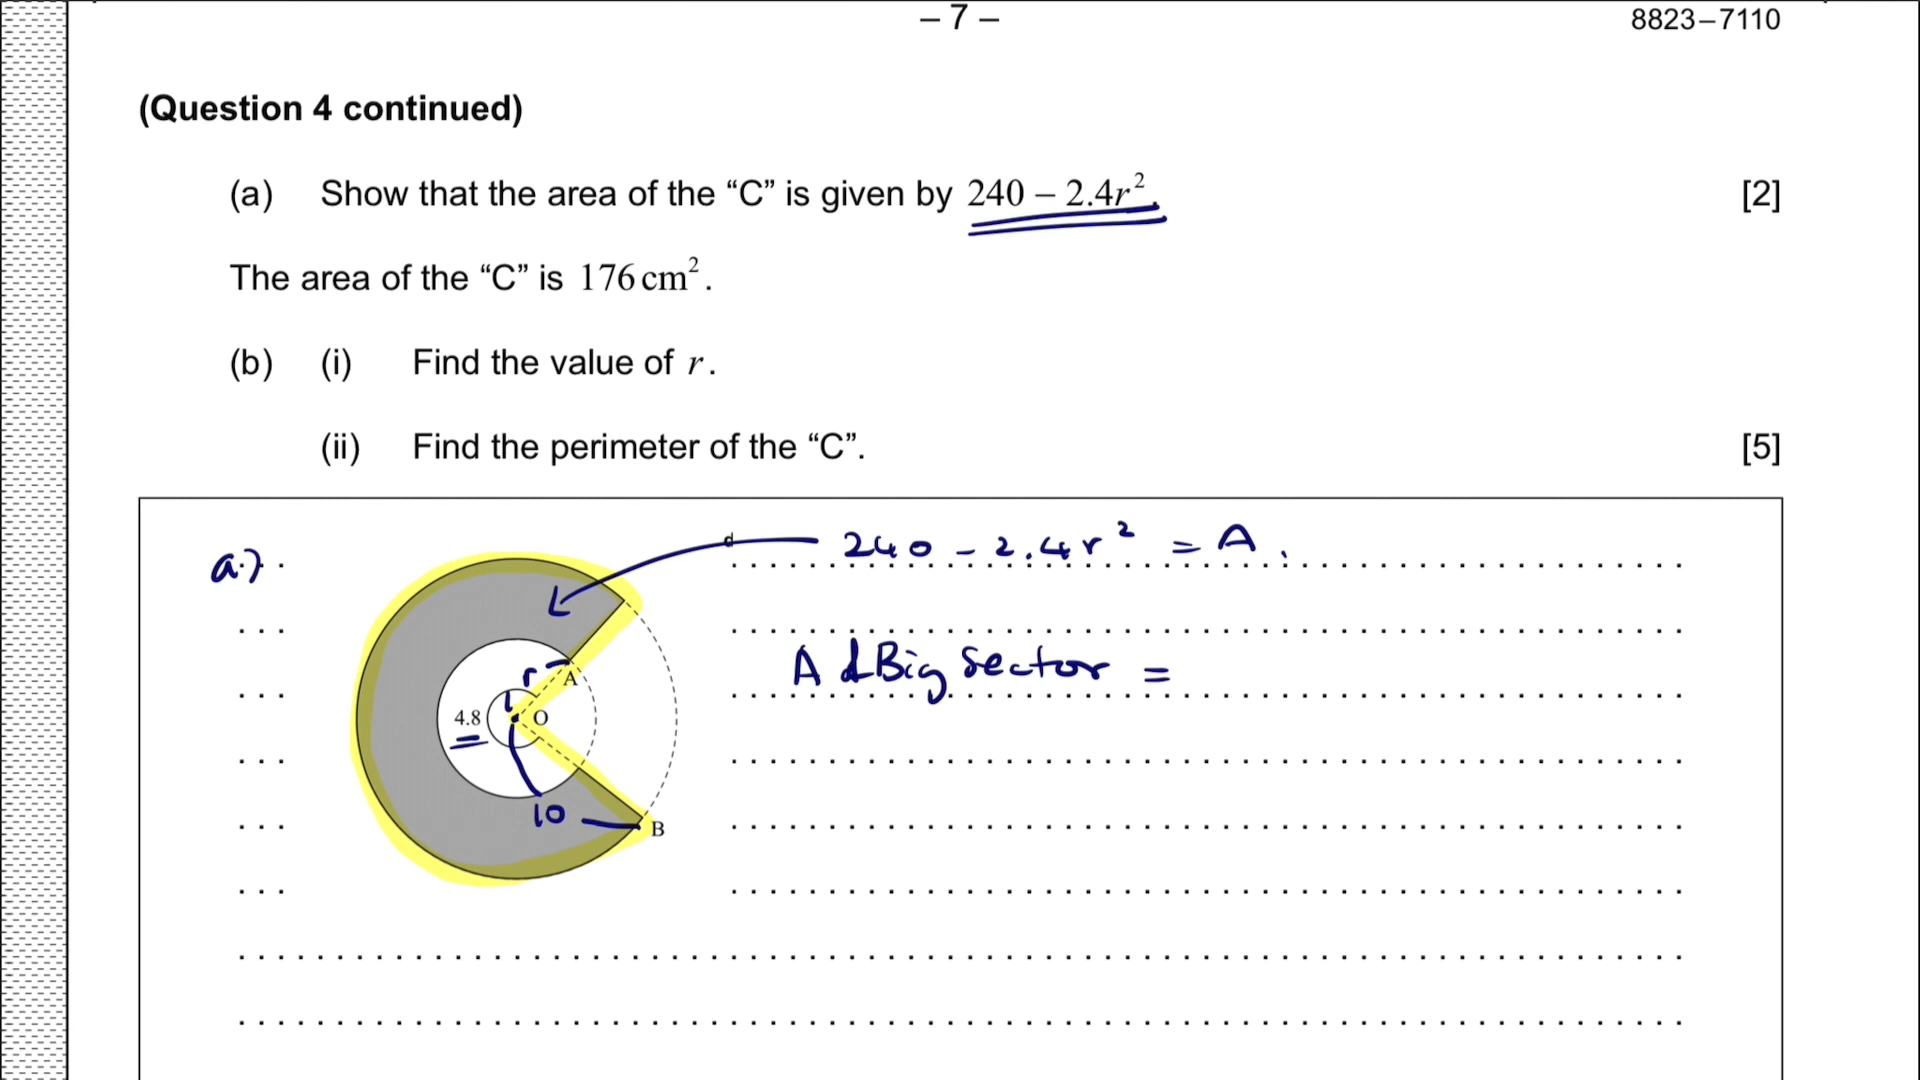 – 7 –
8823–7110
(Question 4 continued)
(a) Show that the area of the “C” is given by 240 – 2.4r². [2]
The area of the “C” is 176 cm².
(b) (i) Find the value of r.
(ii) Find the perimeter of the “C”. [5]
a.)
240 – 2.4r² = A.
A d Big Sector =
r
A
4.8
O
10
B